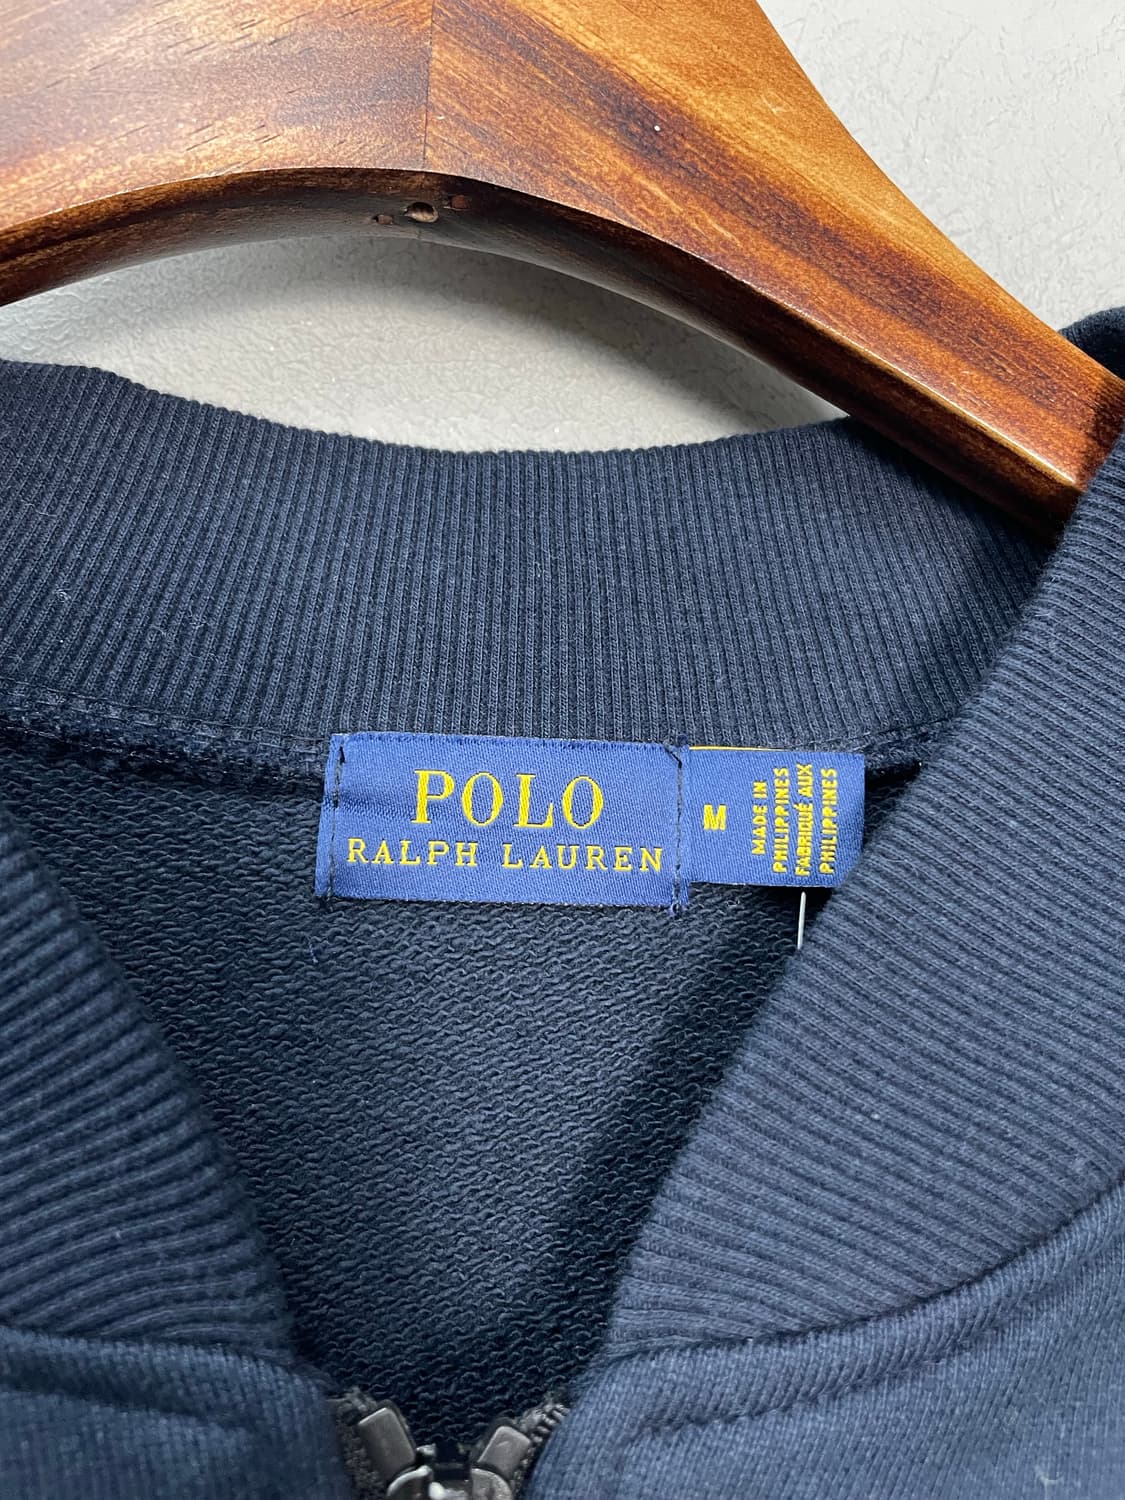 POLO
RALPH LAUREN
M
MADE IN
PHILIPPINES
FABRIQUÉ AUX
PHILIPPINES